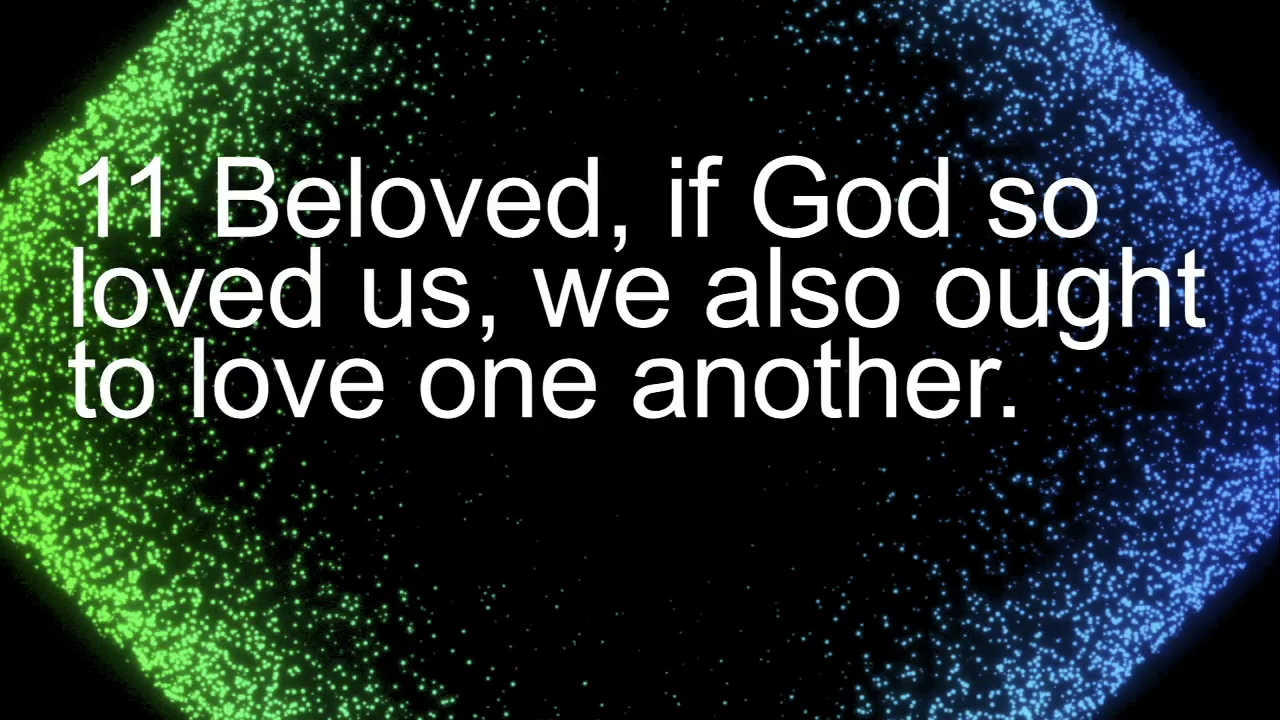 11 Beloved, if God so
loved us, we also ought
to love one another.